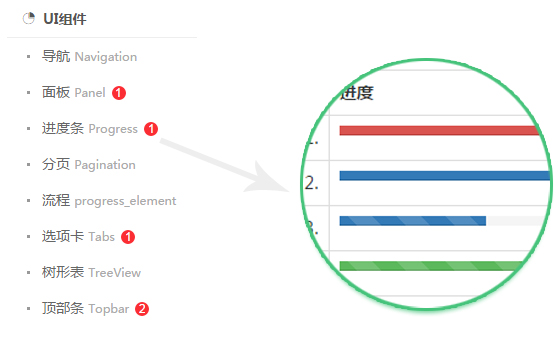 UI组件
导航 Navigation
面板 Panel 1
进度条 Progress 1
分页 Pagination
流程 progress_element
选项卡 Tabs 1
树形表 TreeView
顶部条 Topbar 2
进度
1.
2.
3.